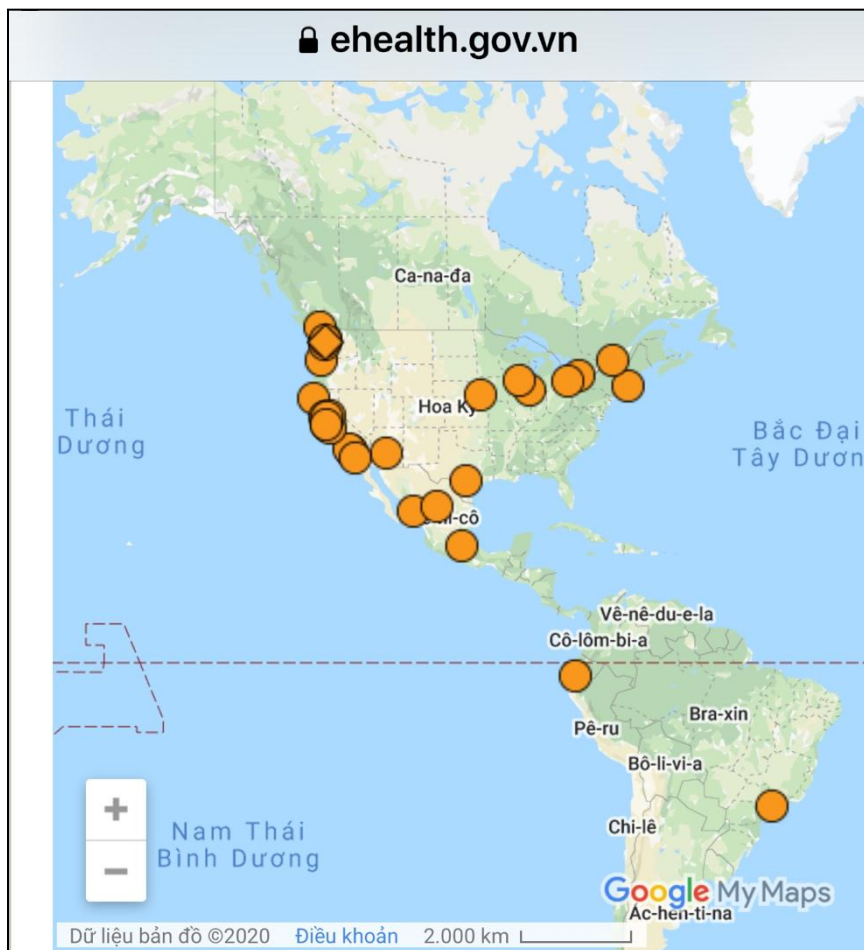 ehealth.gov.vn
Ca-na-đa
Hoa Kỳ
Thái
Dương
Bắc Đại
Tây Dươn
Vê-nê-du-e-la
Cô-lôm-bi-a
Bra-xin
Pê-ru
Bô-li-vi-a
Chi-lê
+
−
Nam Thái
Bình Dương
Google My Maps
Ác-hen-ti-na
Dữ liệu bản đồ ©2020 Điều khoản 2.000 km